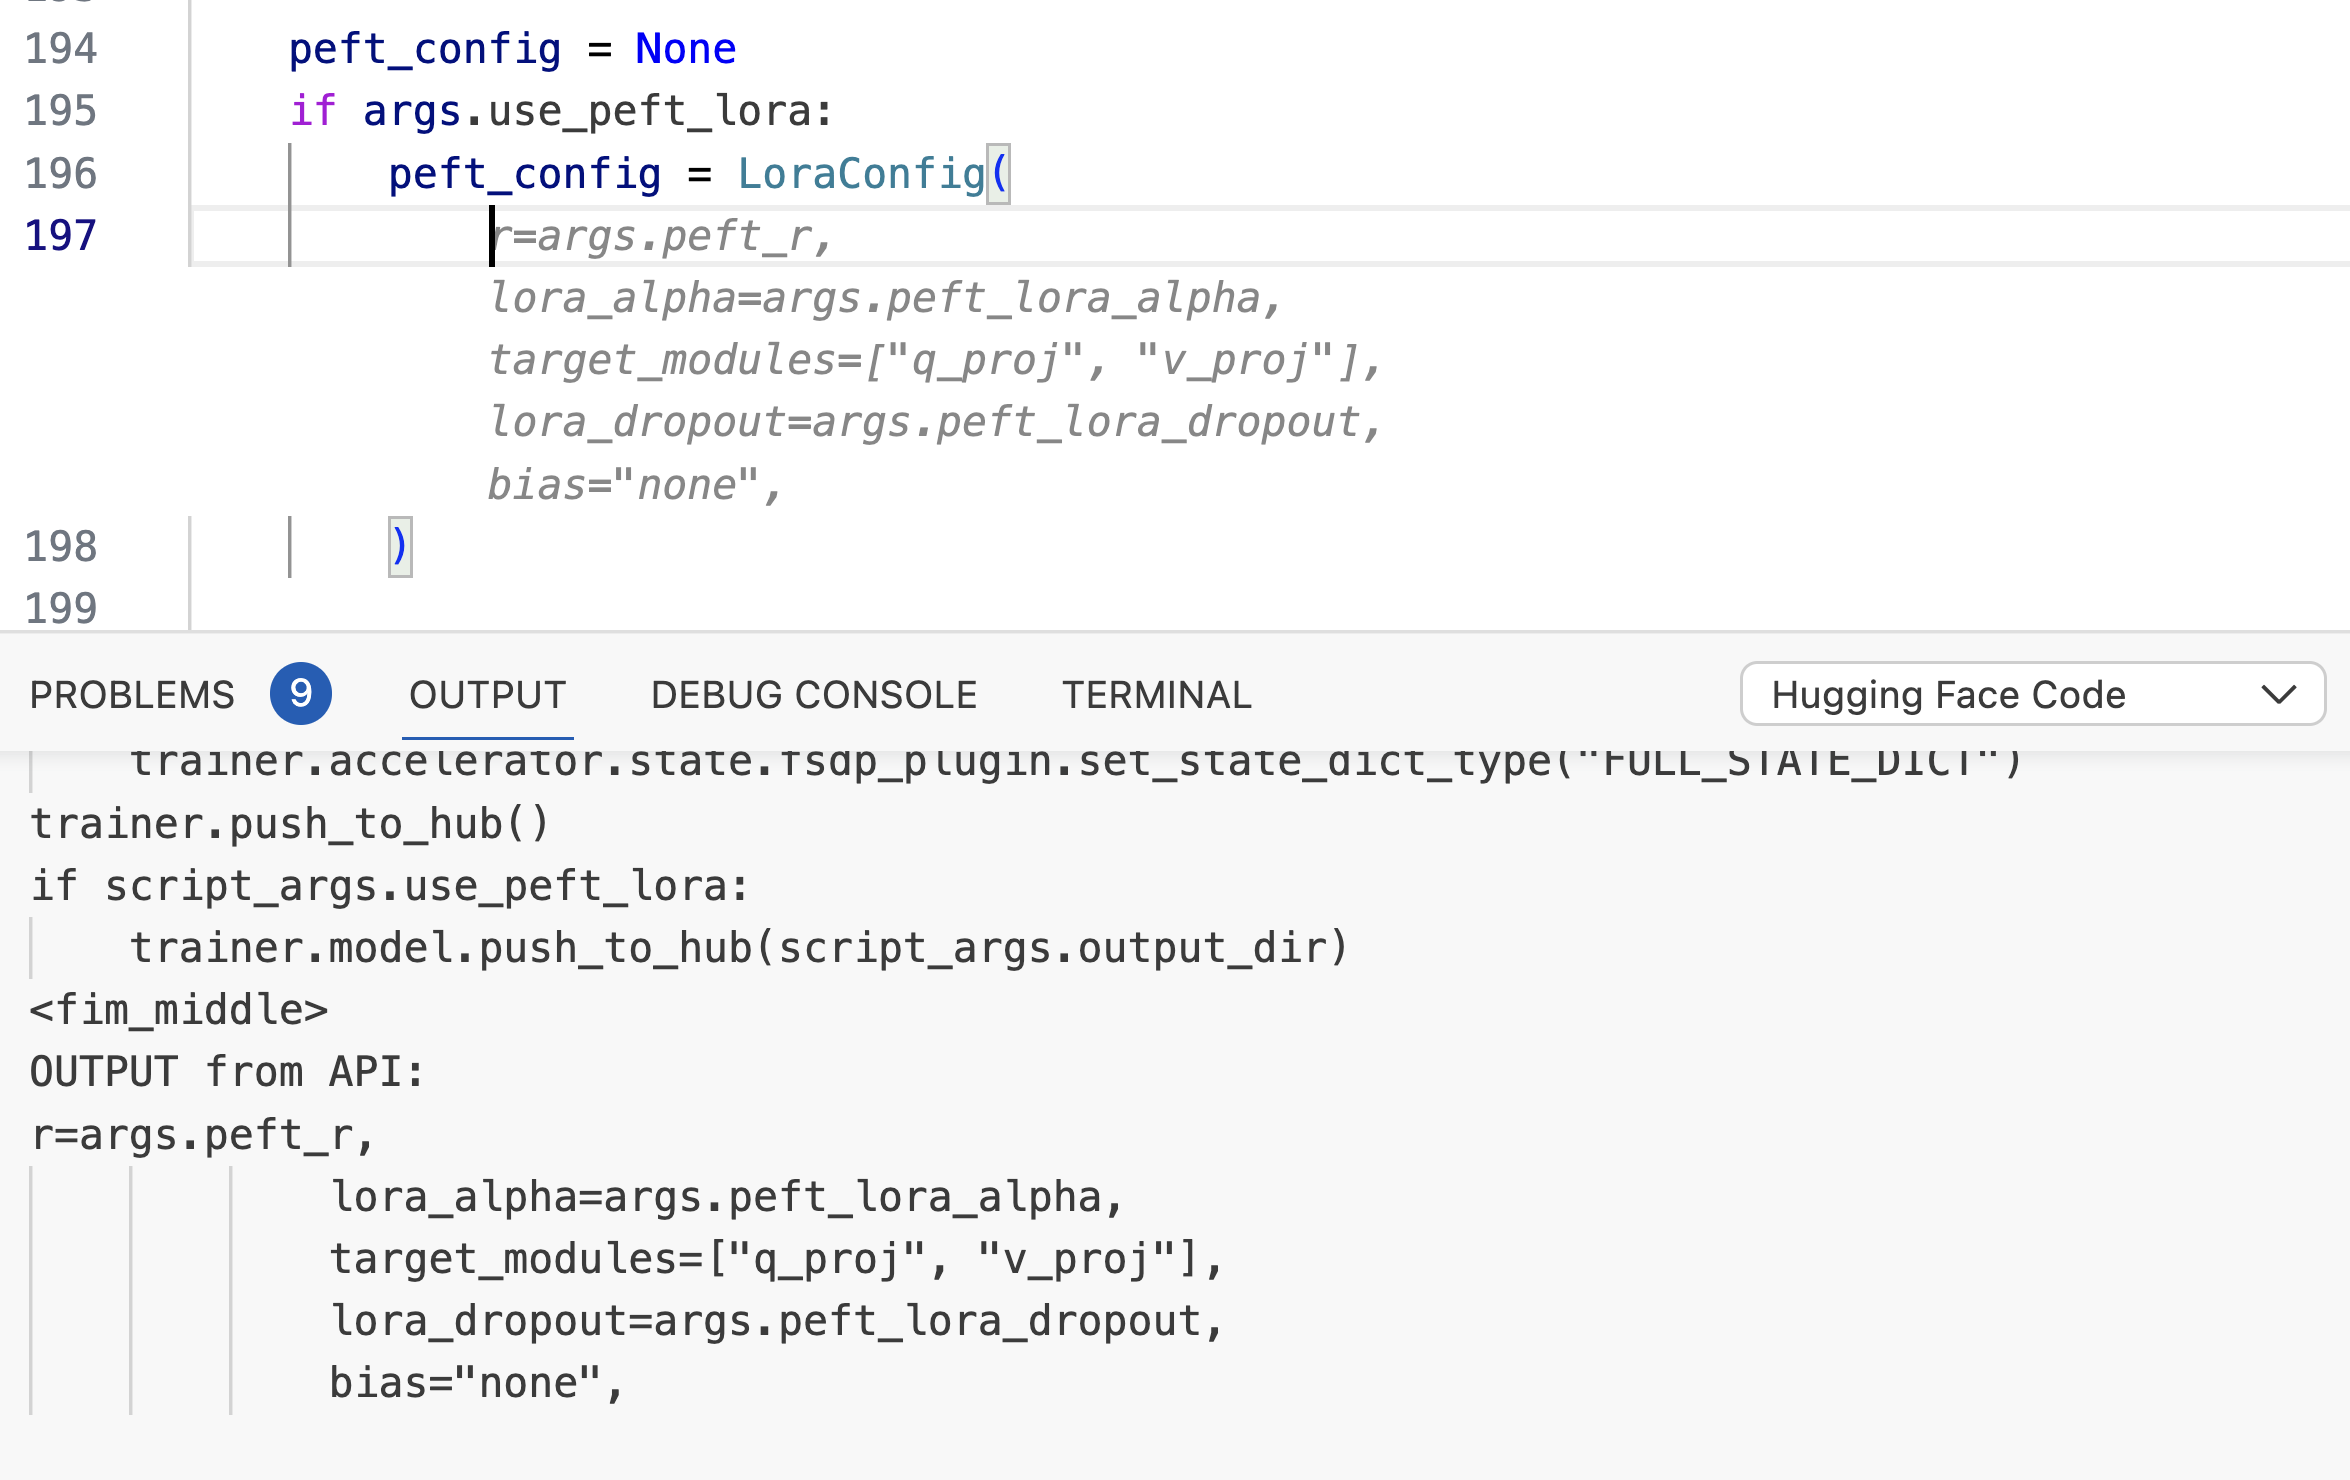 194 peft_config = None
195 if args.use_peft_lora:
196 peft_config = LoraConfig(
197 r=args.peft_r,
lora_alpha=args.peft_lora_alpha,
target_modules=["q_proj", "v_proj"],
lora_dropout=args.peft_lora_dropout,
bias="none",
198 )
199
PROBLEMS 9 OUTPUT DEBUG CONSOLE TERMINAL Hugging Face Code
trainer.accelerator.state.fsdp_plugin.set_state_dict_type("FULL_STATE_DICT")
trainer.push_to_hub()
if script_args.use_peft_lora:
trainer.model.push_to_hub(script_args.output_dir)
<fim_middle>
OUTPUT from API:
r=args.peft_r,
lora_alpha=args.peft_lora_alpha,
target_modules=["q_proj", "v_proj"],
lora_dropout=args.peft_lora_dropout,
bias="none",